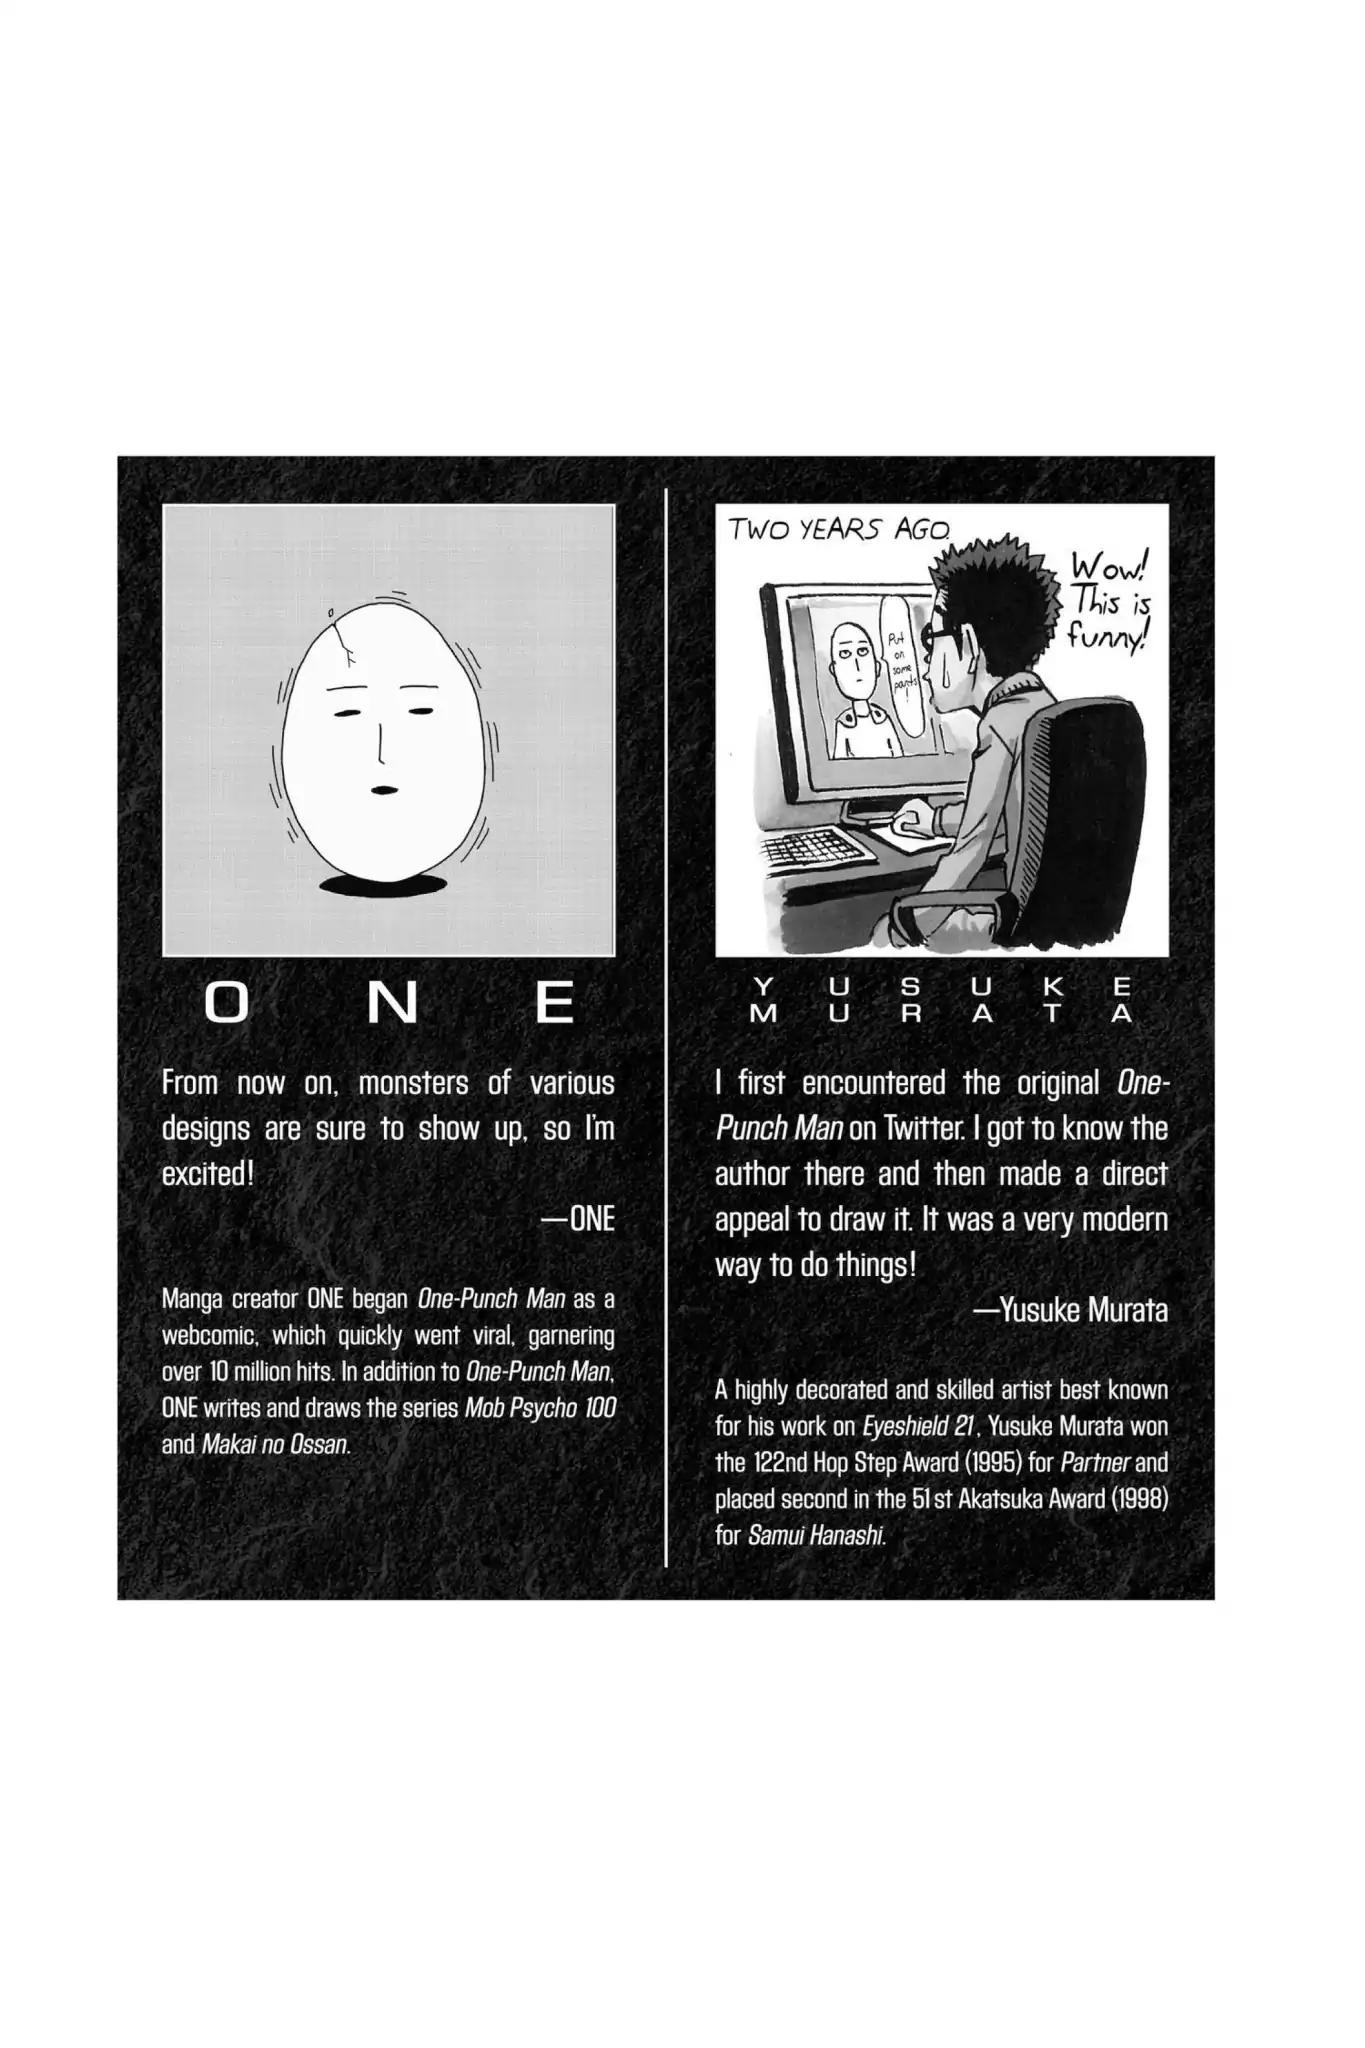 O N E
From now on, monsters of various
designs are sure to show up, so I'm
excited!
—ONE
Manga creator ONE began One-Punch Man as a
webcomic, which quickly went viral, garnering
over 10 million hits. In addition to One-Punch Man,
ONE writes and draws the series Mob Psycho 100
and Makai no Ossan.
TWO YEARS AGO.
Wow!
This is
funny!
Put
on
some
pants!
YUSUKE
MURATA
I first encountered the original One-
Punch Man on Twitter. I got to know the
author there and then made a direct
appeal to draw it. It was a very modern
way to do things!
—Yusuke Murata
A highly decorated and skilled artist best known
for his work on Eyeshield 21, Yusuke Murata won
the 122nd Hop Step Award (1995) for Partner and
placed second in the 51st Akatsuka Award (1998)
for Samui Hanashi.